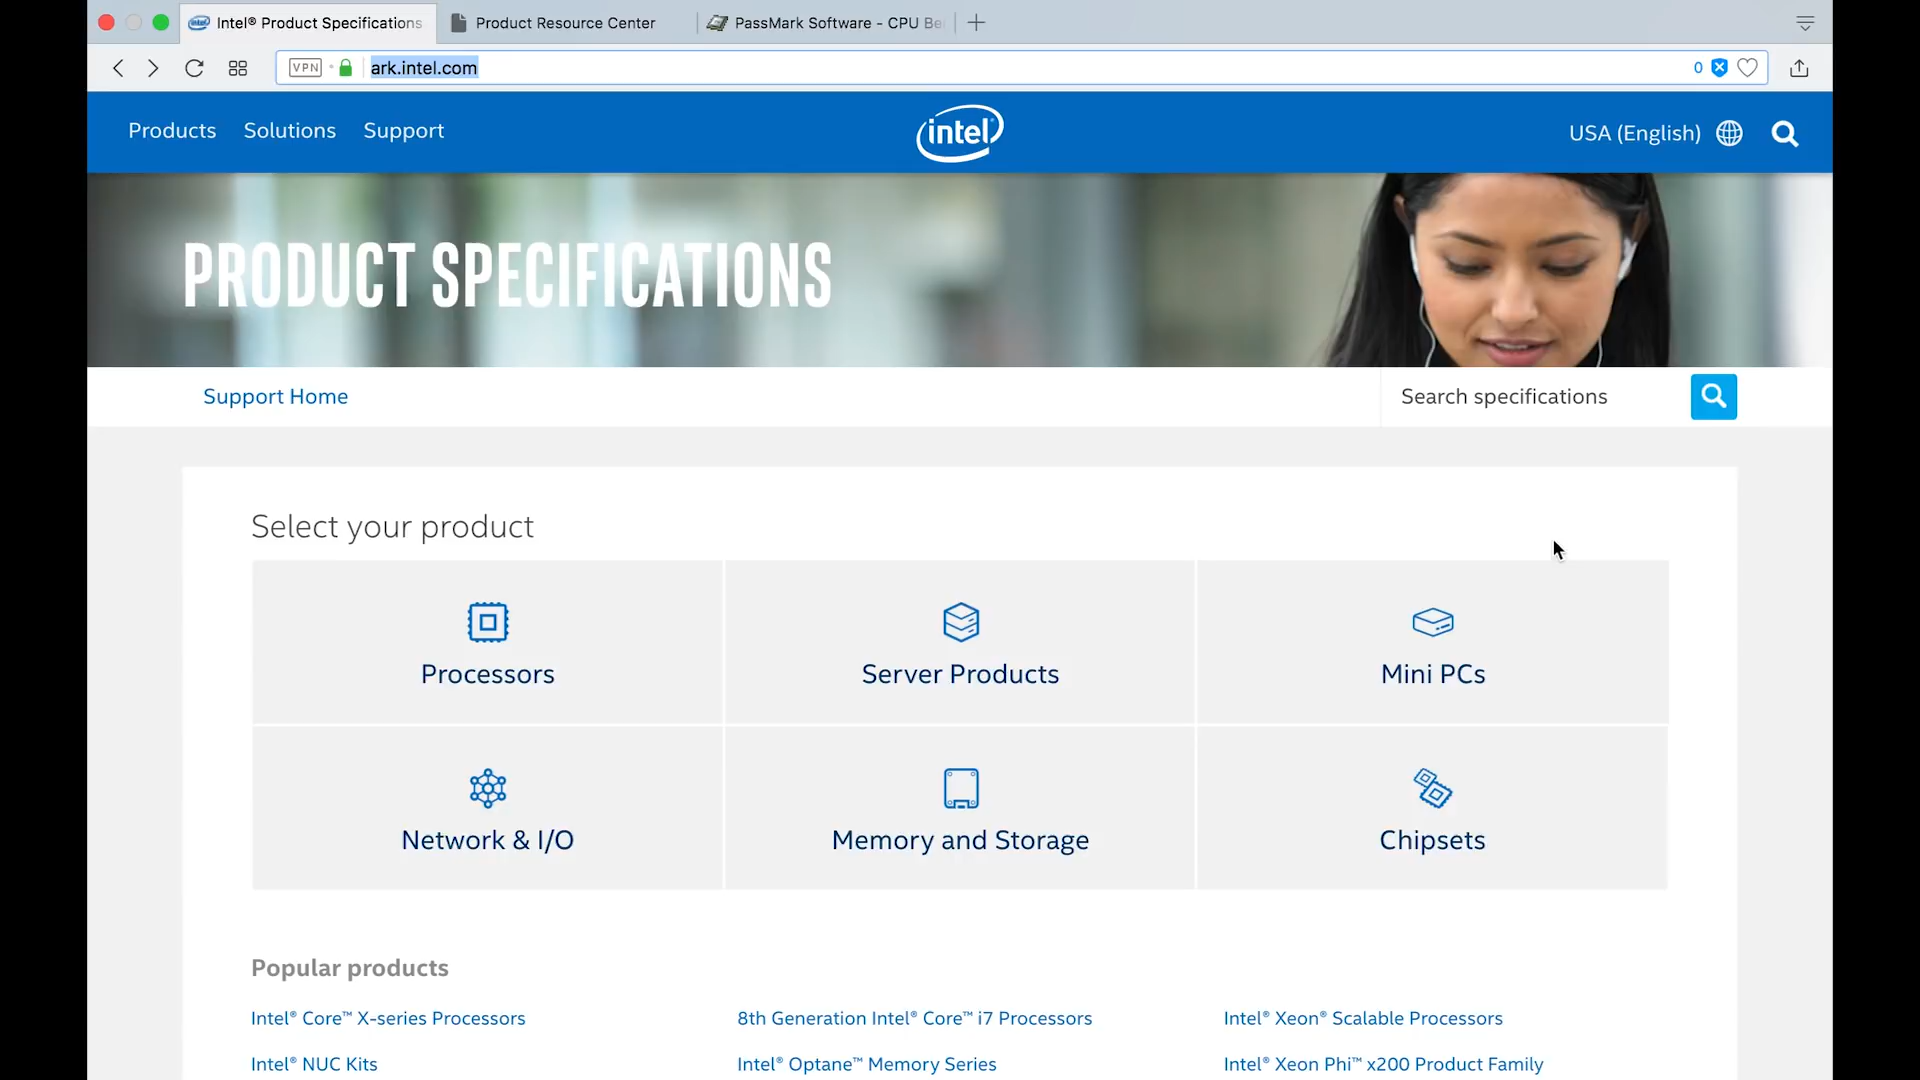 Intel® Product Specifications
Product Resource Center
PassMark Software - CPU Be
VPN
ark.intel.com
0
Products Solutions Support
intel
USA (English)
PRODUCT SPECIFICATIONS
Support Home
Search specifications
Select your product
Processors
Server Products
Mini PCs
Network & I/O
Memory and Storage
Chipsets
Popular products
Intel® Core™ X-series Processors
8th Generation Intel® Core™ i7 Processors
Intel® Xeon® Scalable Processors
Intel® NUC Kits
Intel® Optane™ Memory Series
Intel® Xeon Phi™ x200 Product Family